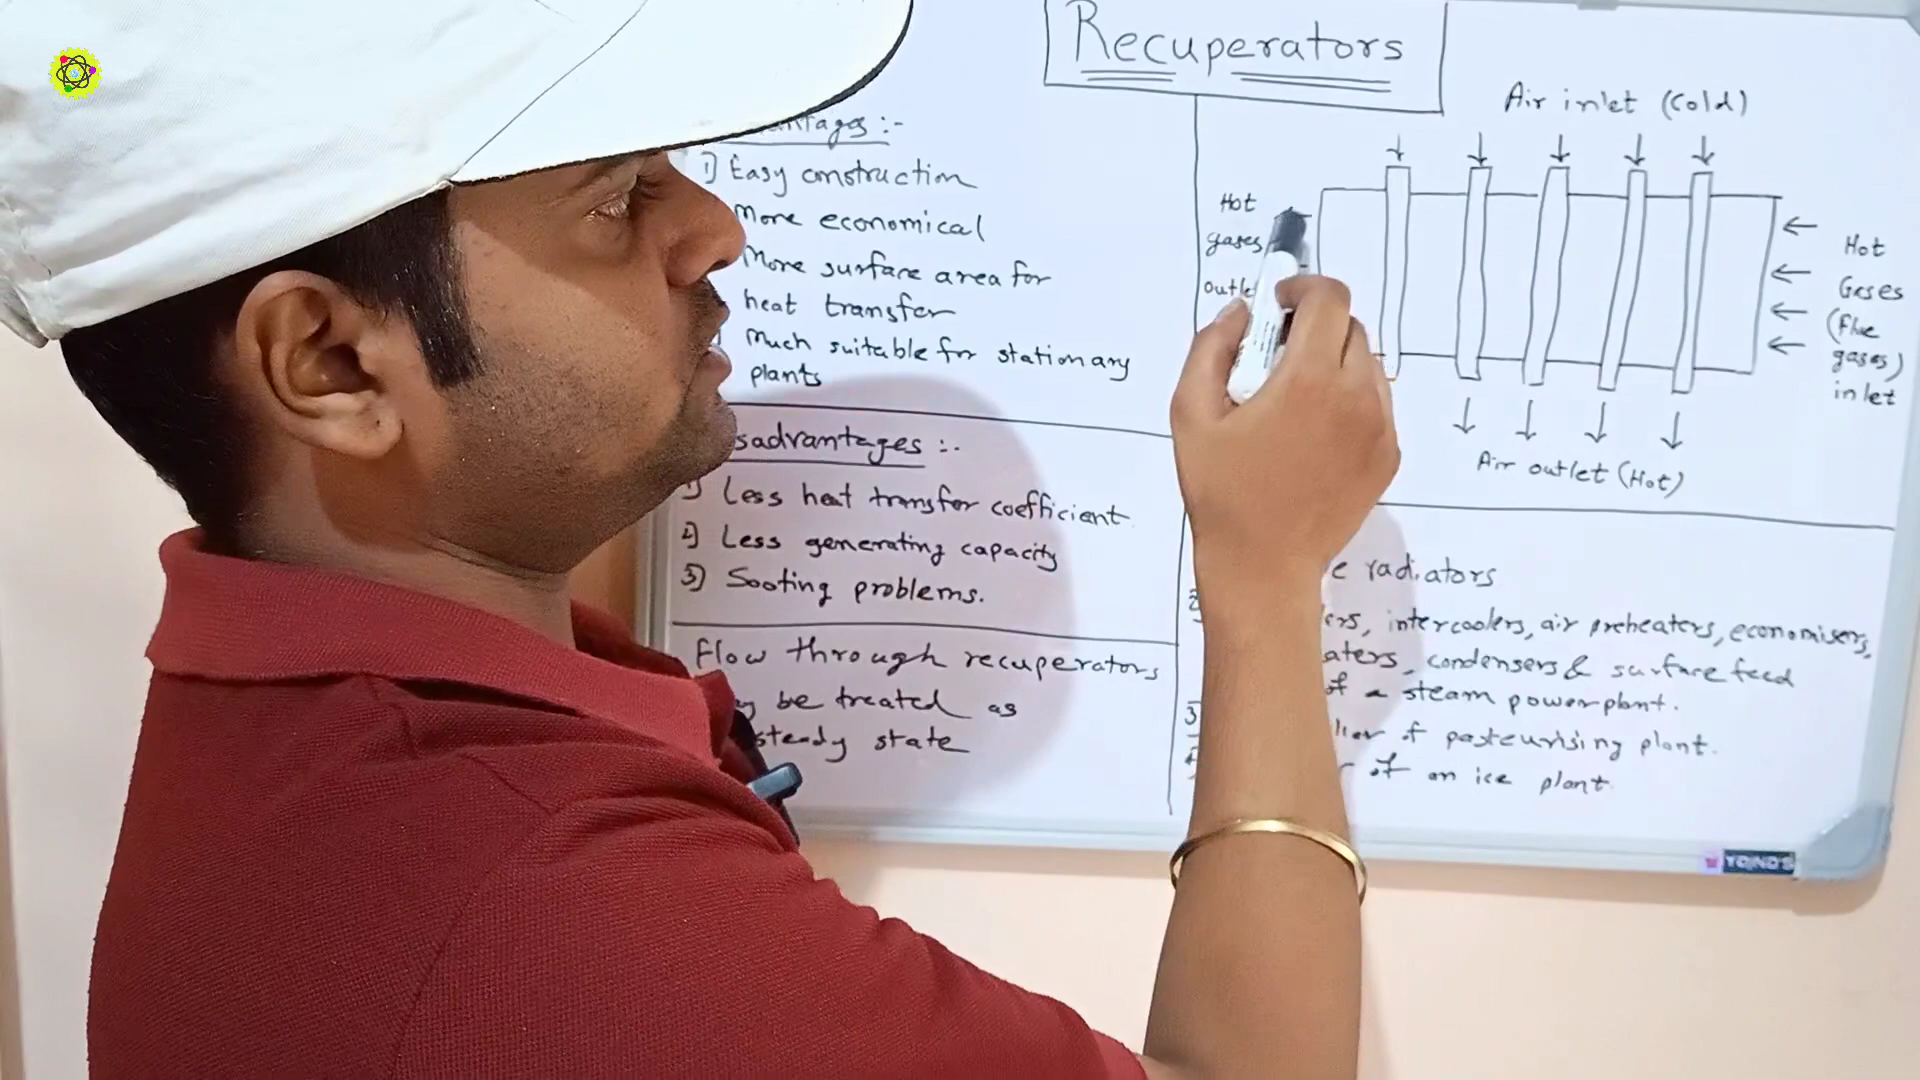 Recuperators
1) Easy construction
More economical
More surface area for
heat transfer
Much suitable for stationary
plants
1) Less heat transfer coefficient
2) Less generating capacity
3) Sooting problems.
Flow through recuperators
be treated as
steady state
Air inlet (cold)
Hot
gases
Hot
Gases
(flue
gases)
inlet
Air outlet (Hot)
radiators
intercoolers, air preheaters, economisers,
condensers & surface feed
of a steam power plant.
3)
of pasteurising plant.
of an ice plant.